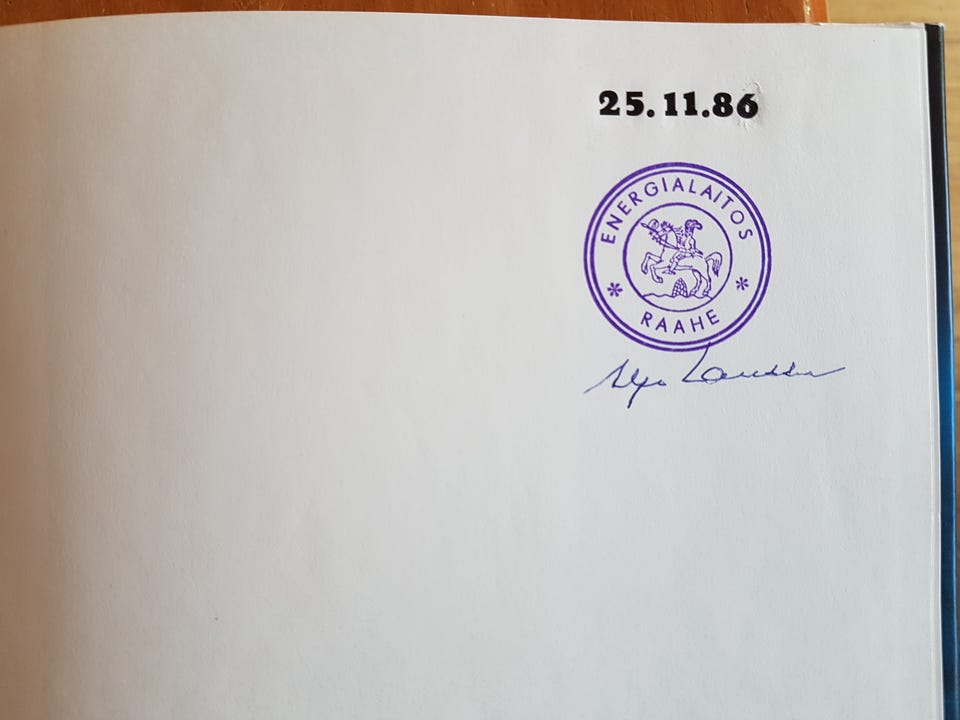 25.11.86
ENERGIALAITOS
* RAAHE *